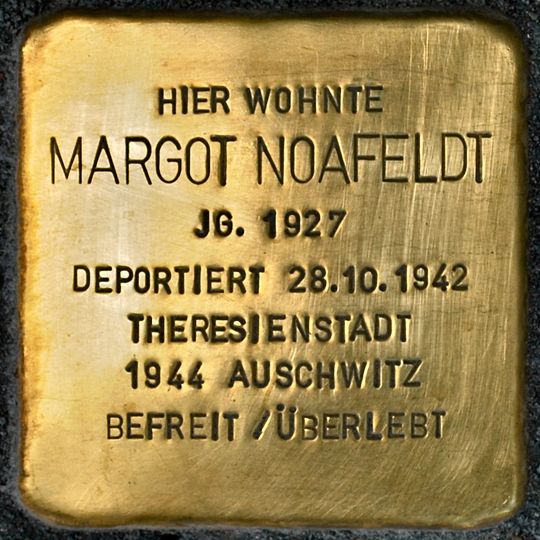 HIER WOHNTE
MARGOT NOAFELDT
JG. 1927
DEPORTIERT 28.10.1942
THERESIENSTADT
1944 AUSCHWITZ
BEFREIT / ÜBERLEBT